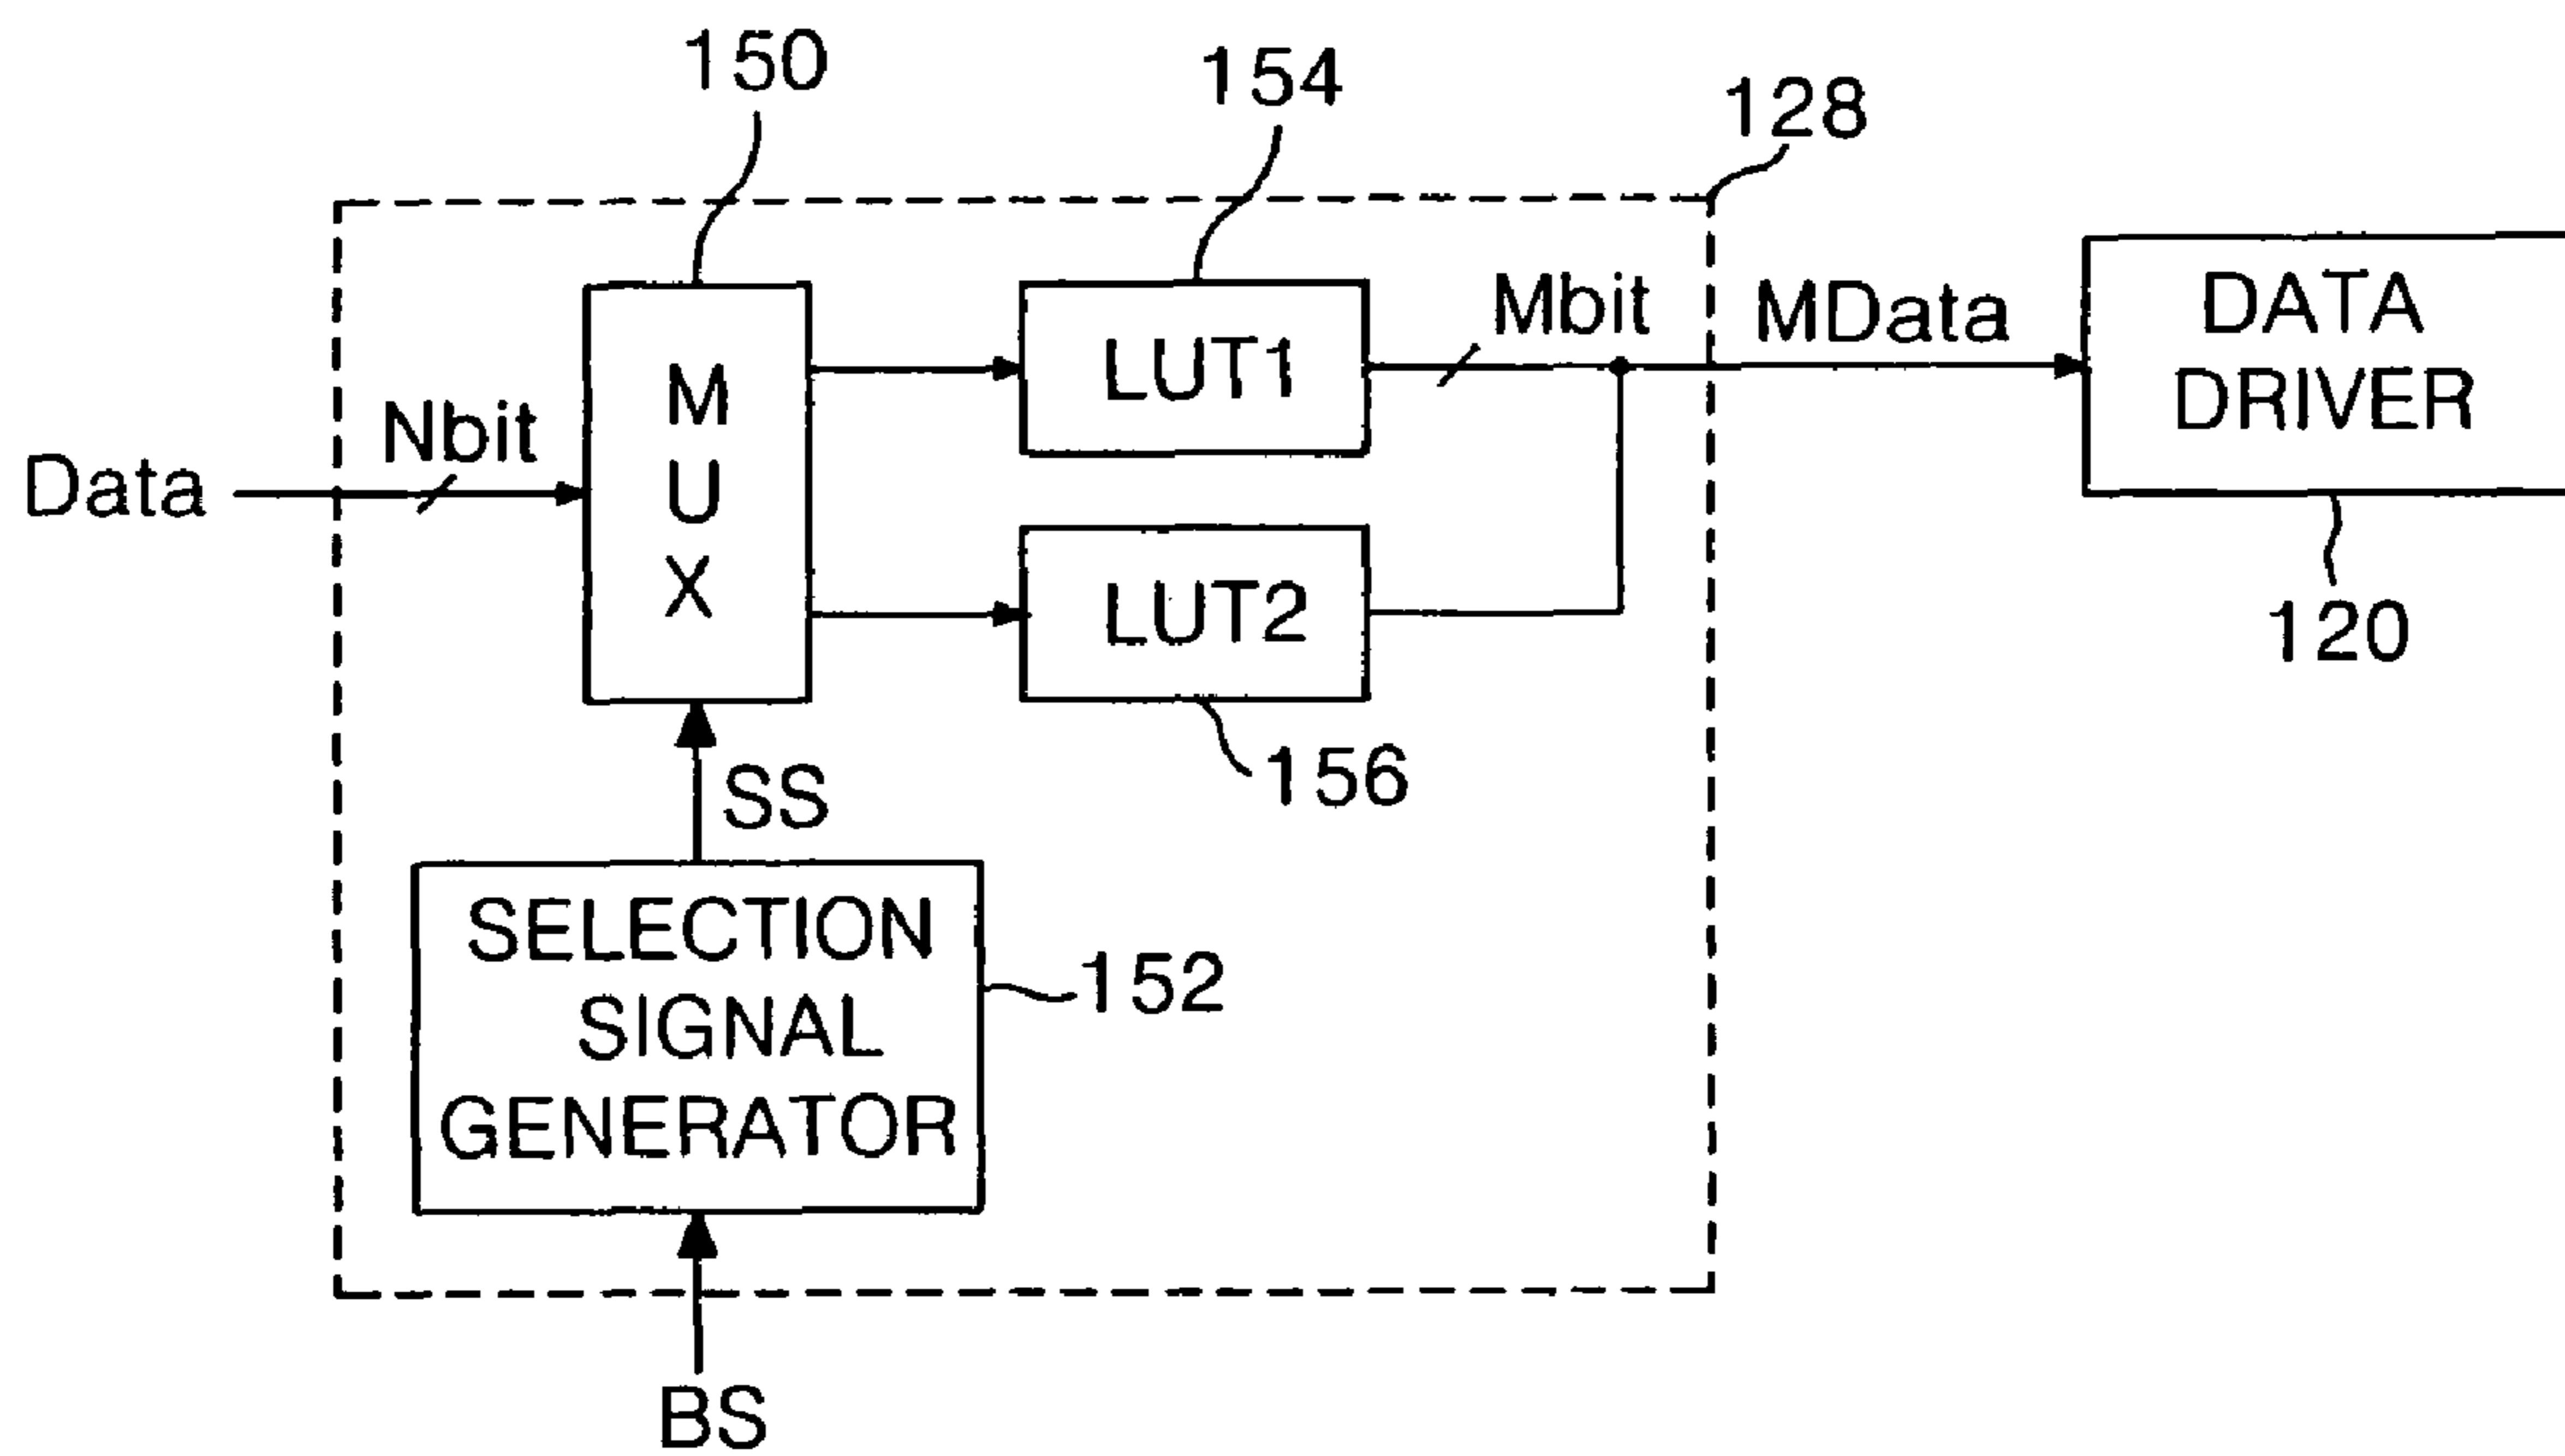 150
154
128
Data
Nbit
M
U
X
LUT1
Mbit
MData
DATA
DRIVER
120
LUT2
156
SS
SELECTION
SIGNAL
GENERATOR
152
BS